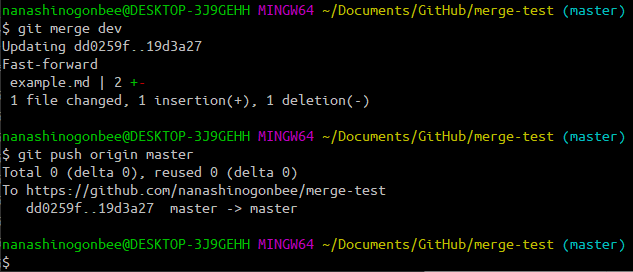 nanashinogonbee@DESKTOP-3J9GEHH MINGW64 ~/Documents/GitHub/merge-test (master)
$ git merge dev
Updating dd0259f..19d3a27
Fast-forward
 example.md | 2 +-
 1 file changed, 1 insertion(+), 1 deletion(-)
nanashinogonbee@DESKTOP-3J9GEHH MINGW64 ~/Documents/GitHub/merge-test (master)
$ git push origin master
Total 0 (delta 0), reused 0 (delta 0)
To https://github.com/nanashinogonbee/merge-test
   dd0259f..19d3a27  master -> master
nanashinogonbee@DESKTOP-3J9GEHH MINGW64 ~/Documents/GitHub/merge-test (master)
$